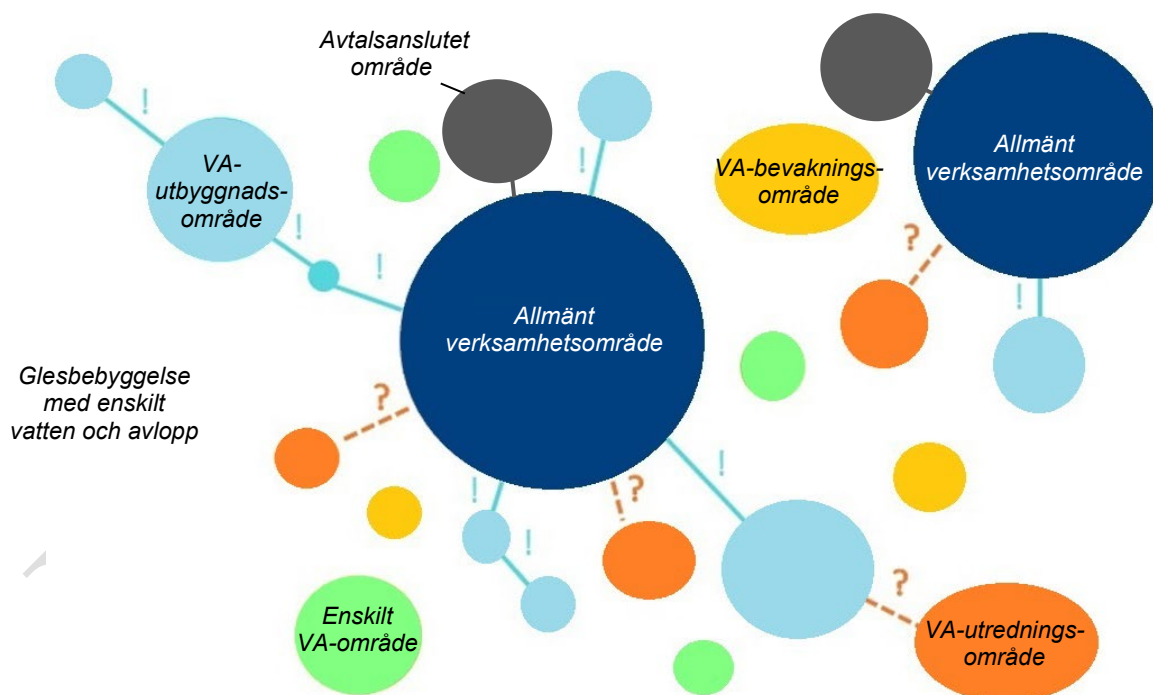 Avtalsanslutet
område
!
VA-
utbyggnads-
område
!
VA-bevaknings-
område
Allmänt
verksamhetsområde
!
!
?
!
Allmänt
verksamhetsområde
Glesbebyggelse
med enskilt
vatten och avlopp
?
!
!
?
!
?
Enskilt
VA-område
VA-utrednings-
område